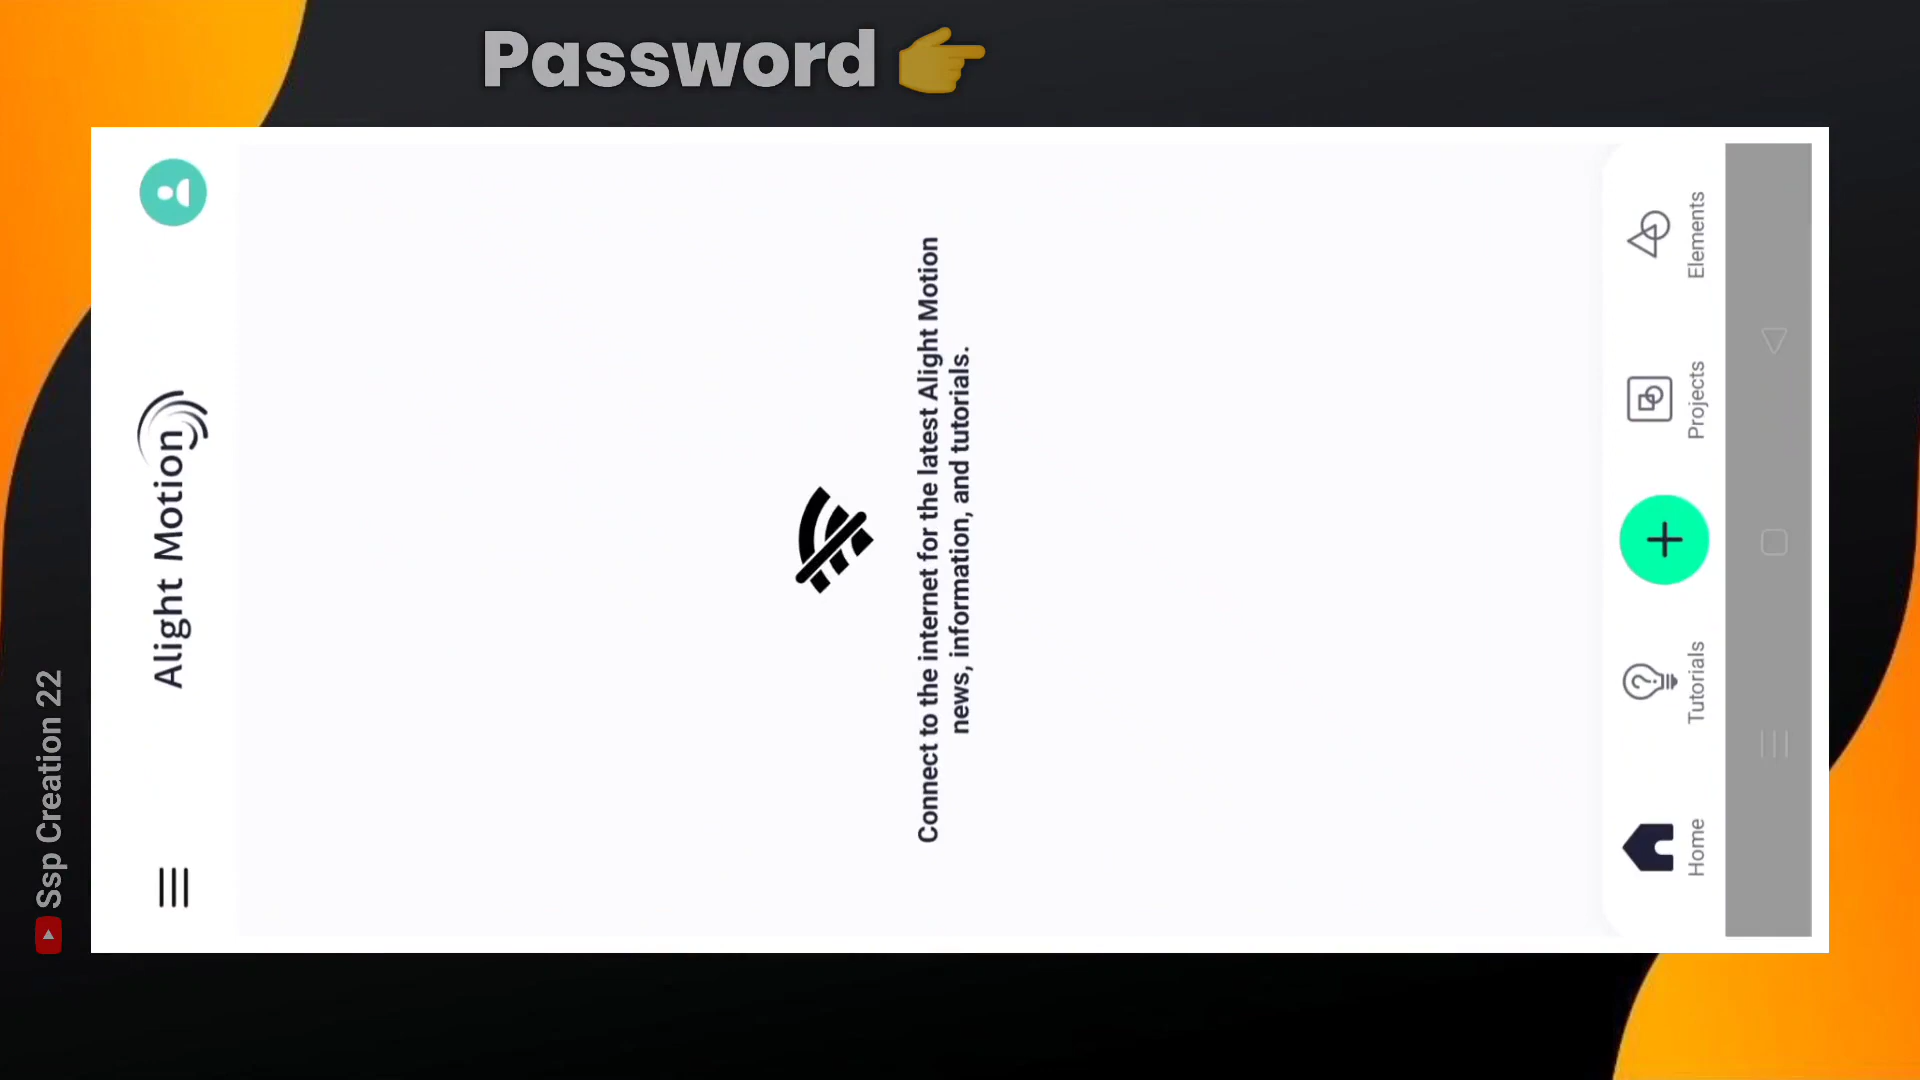 Password 👉
Alight Motion
Connect to the internet for the latest Alight Motion
news, information, and tutorials.
Home
Tutorials
Projects
Elements
Ssp Creation 22